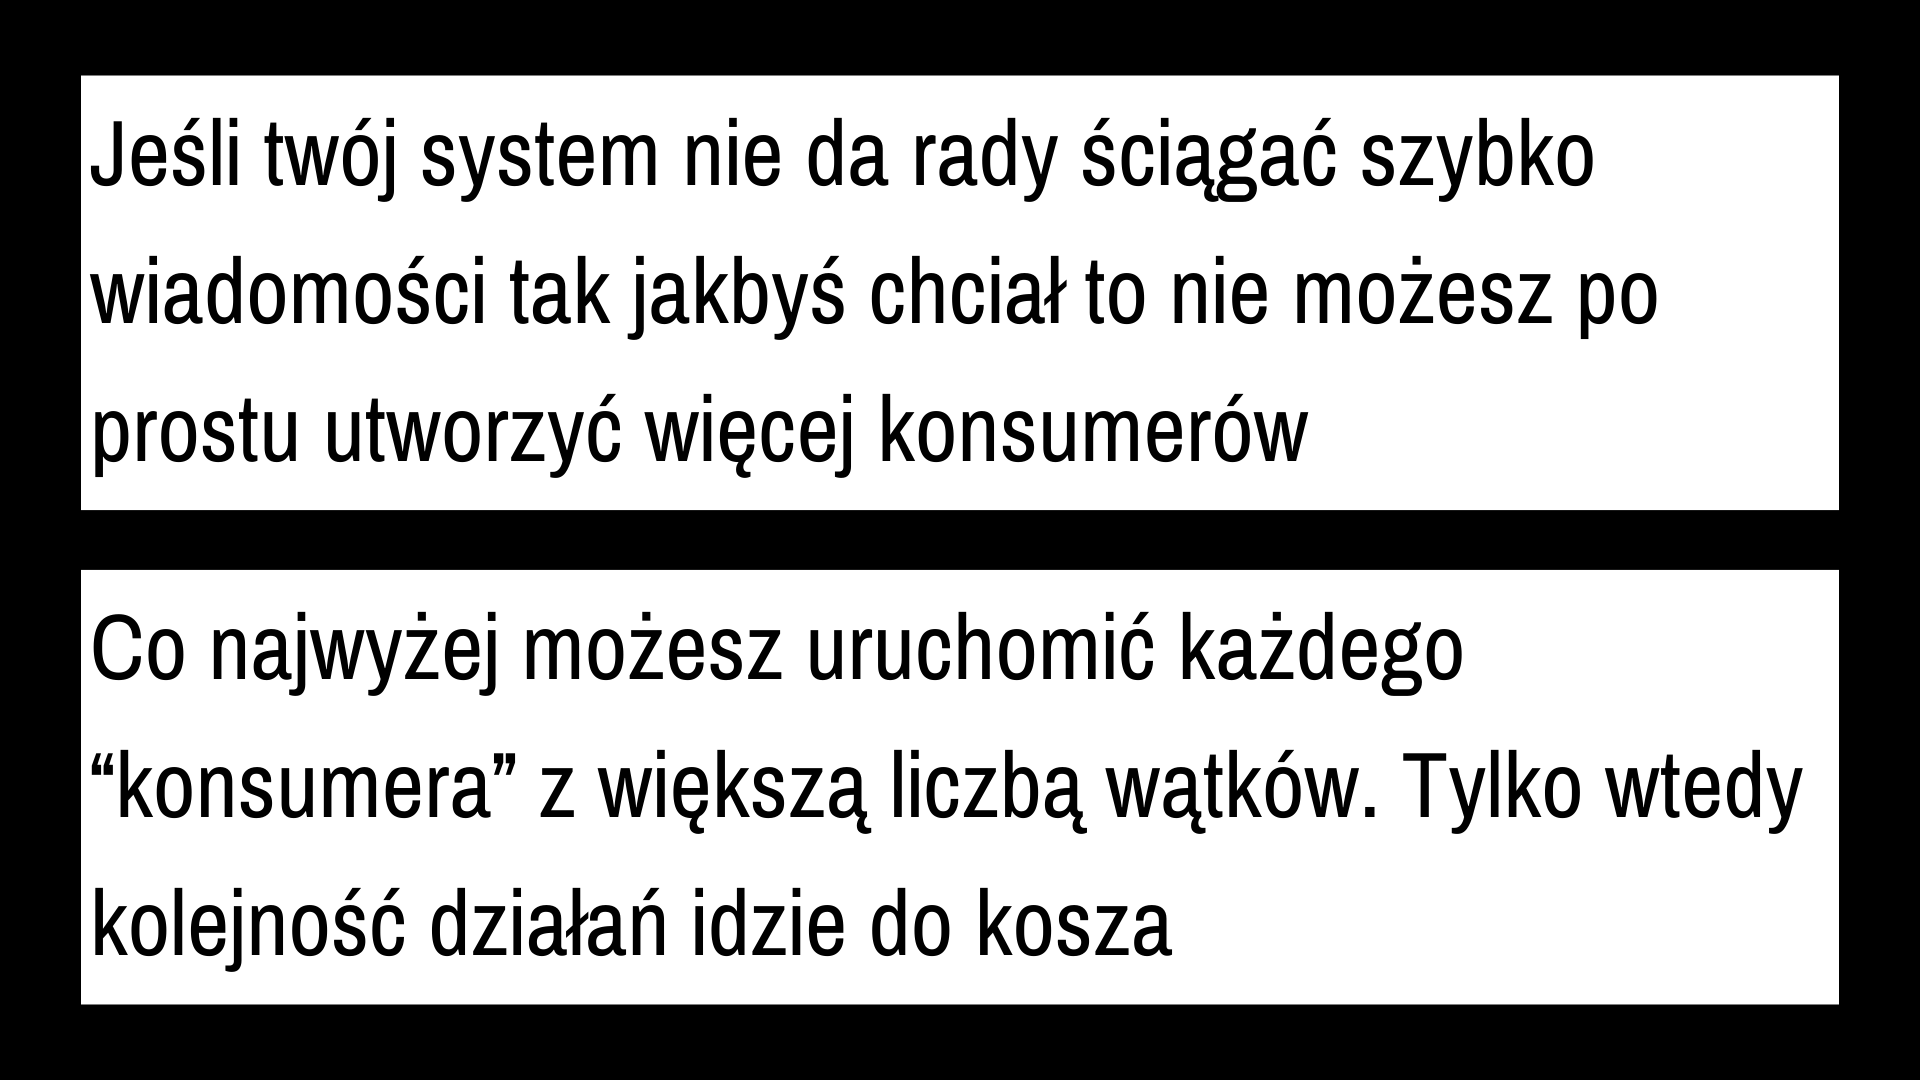 Jeśli twój system nie da rady ściągać szybko
wiadomości tak jakbyś chciał to nie możesz po
prostu utworzyć więcej konsumerów
Co najwyżej możesz uruchomić każdego
“konsumera” z większą liczbą wątków. Tylko wtedy
kolejność działań idzie do kosza